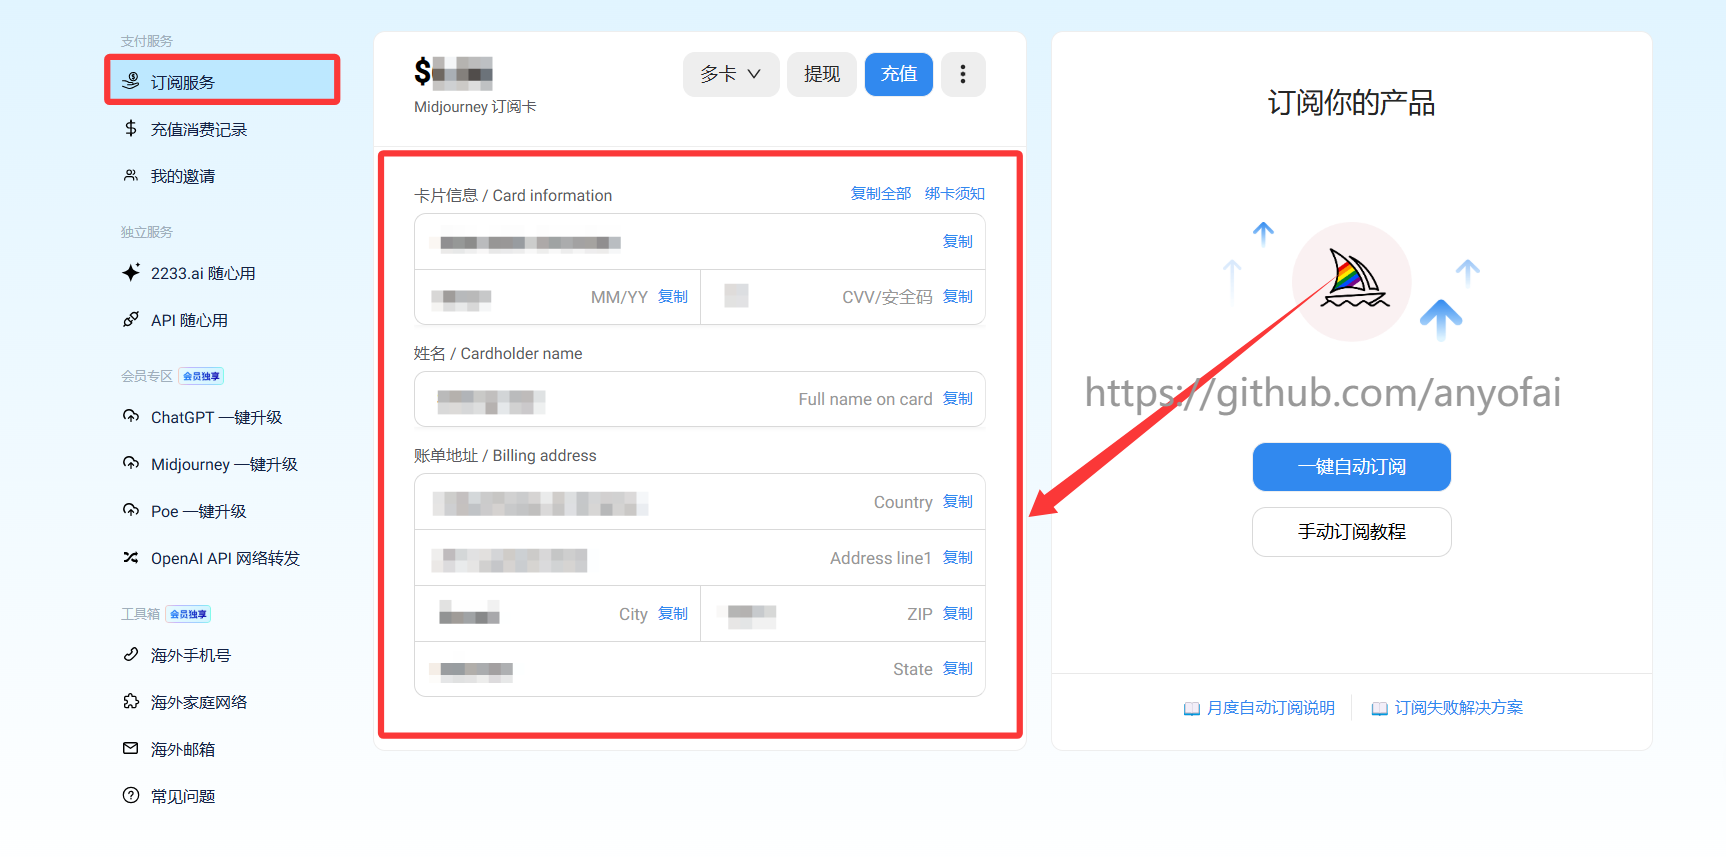 支付服务
订阅服务
充值消费记录
我的邀请
独立服务
2233.ai 随心用
API 随心用
会员专区 会员独享
ChatGPT 一键升级
Midjourney 一键升级
Poe 一键升级
OpenAI API 网络转发
工具箱 会员独享
海外手机号
海外家庭网络
海外邮箱
常见问题
$
多卡 提现 充值
Midjourney 订阅卡
卡片信息 / Card information 复制全部 绑卡须知
复制
MM/YY 复制 CVV/安全码 复制
姓名 / Cardholder name
Full name on card 复制
账单地址 / Billing address
Country 复制
Address line1 复制
City 复制 ZIP 复制
State 复制
订阅你的产品
https://github.com/anyofai
一键自动订阅
手动订阅教程
月度自动订阅说明 订阅失败解决方案